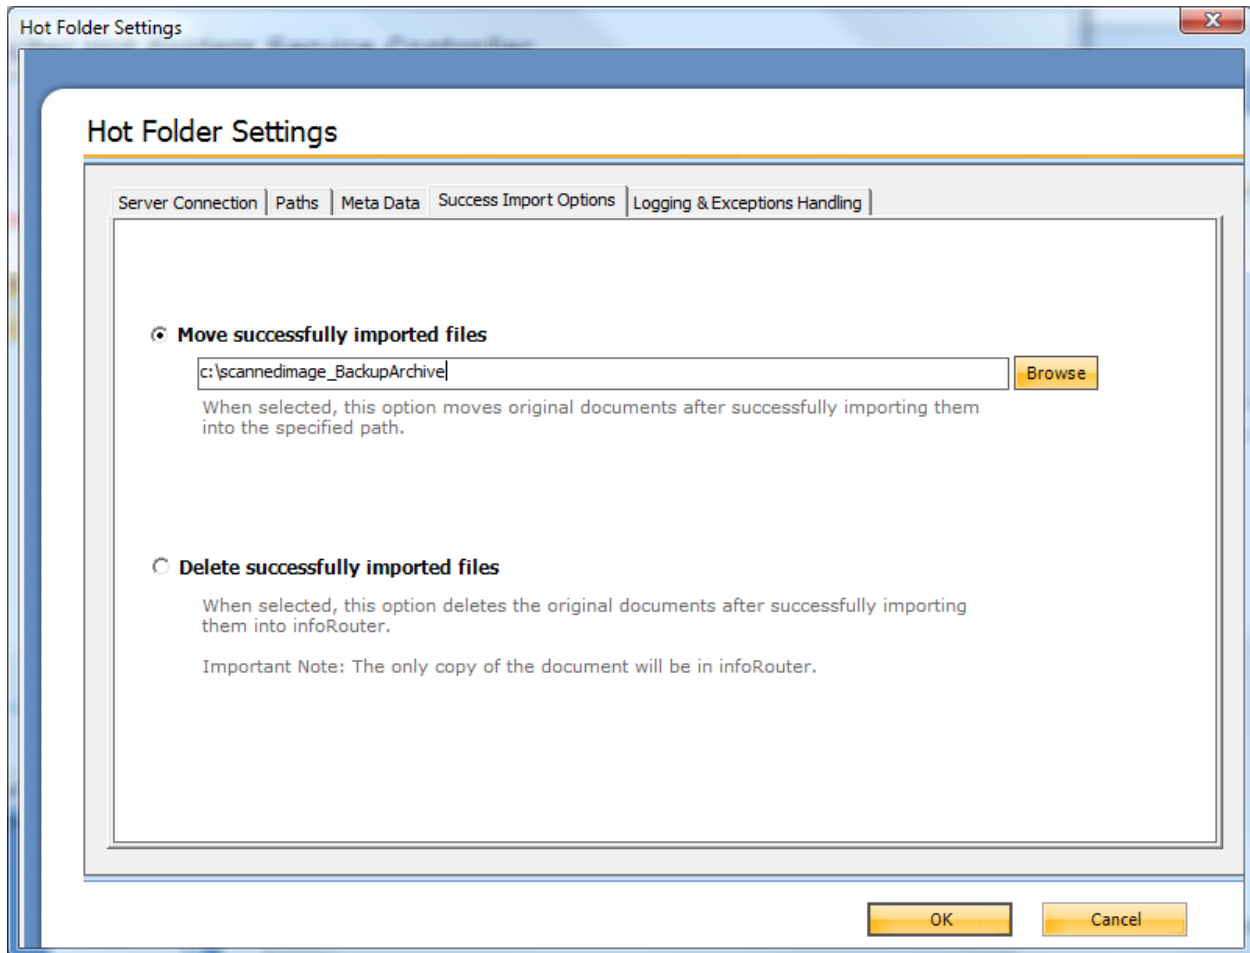 Hot Folder Settings
Hot Folder Settings
Server Connection
Paths
Meta Data
Success Import Options
Logging & Exceptions Handling
Move successfully imported files
c:\scannedimage_BackupArchive
Browse
When selected, this option moves original documents after successfully importing them
into the specified path.
Delete successfully imported files
When selected, this option deletes the original documents after successfully importing
them into infoRouter.
Important Note: The only copy of the document will be in infoRouter.
OK
Cancel